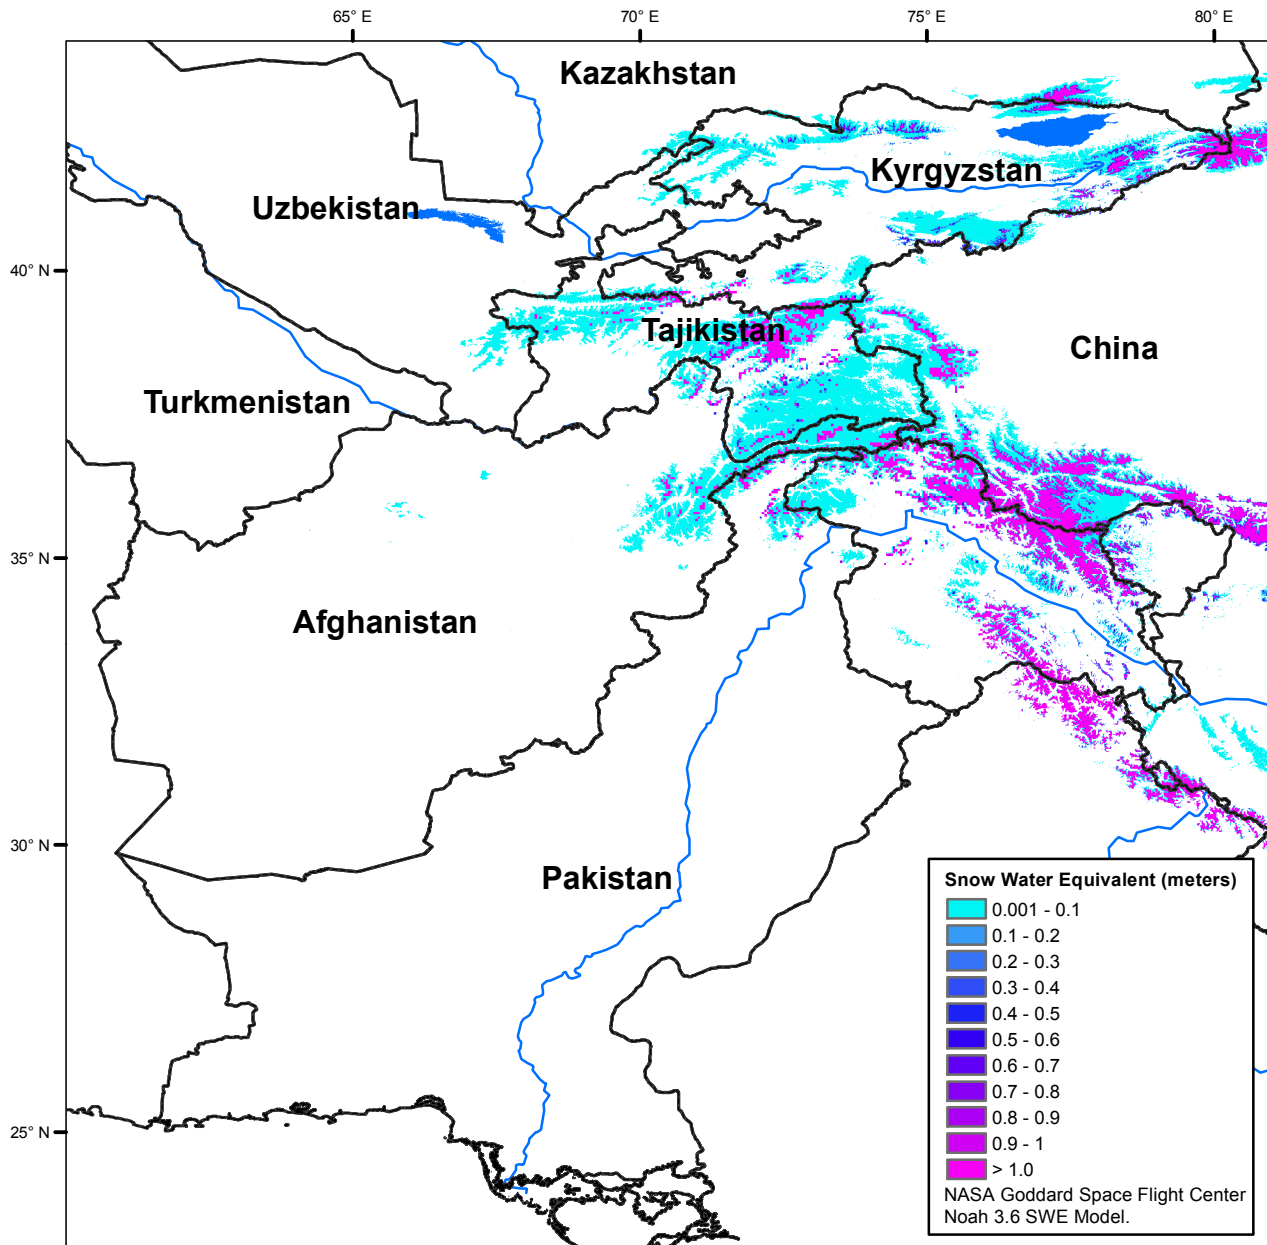 65° E
70° E
75° E
80° E
Kazakhstan
Kyrgyzstan
Uzbekistan
40° N
Tajikistan
China
Turkmenistan
35° N
Afghanistan
30° N
Pakistan
25° N
Snow Water Equivalent (meters)
0.001 - 0.1
0.1 - 0.2
0.2 - 0.3
0.3 - 0.4
0.4 - 0.5
0.5 - 0.6
0.6 - 0.7
0.7 - 0.8
0.8 - 0.9
0.9 - 1
> 1.0
NASA Goddard Space Flight Center
Noah 3.6 SWE Model.